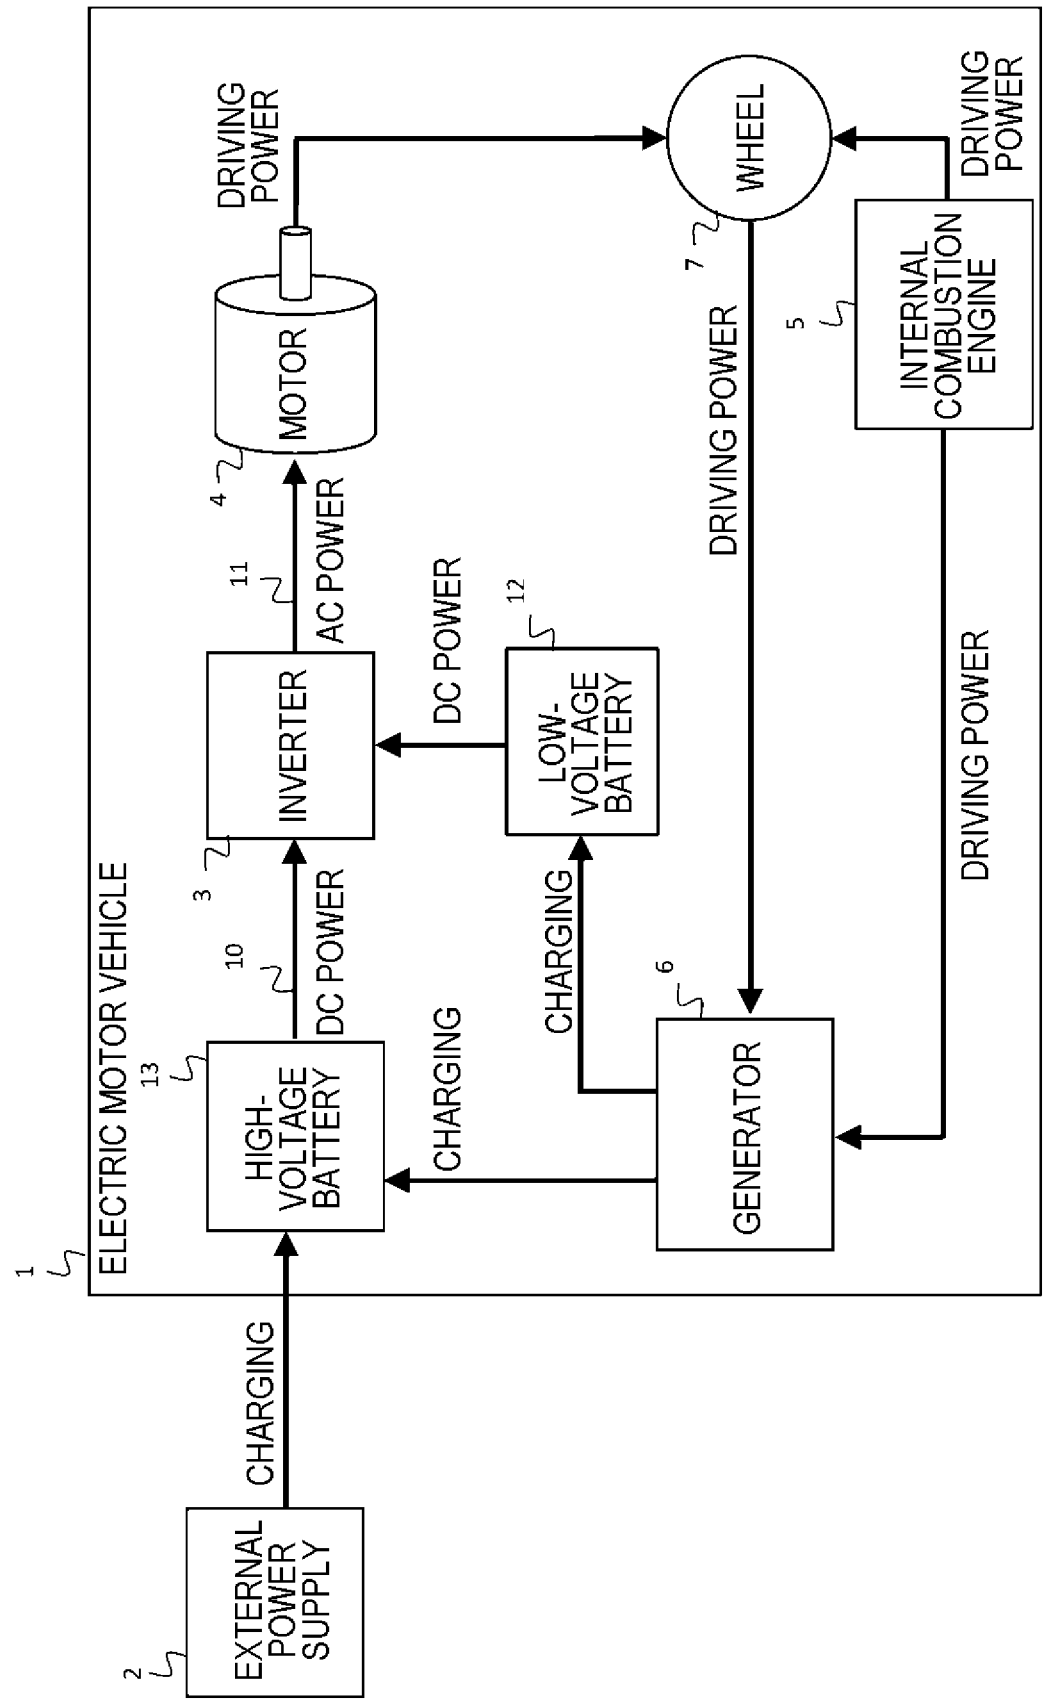 1
ELECTRIC MOTOR VEHICLE
2
EXTERNAL
POWER
SUPPLY
CHARGING
13
HIGH-
VOLTAGE
BATTERY
10
DC POWER
3
INVERTER
11
AC POWER
4
MOTOR
DRIVING
POWER
CHARGING
CHARGING
LOW-
VOLTAGE
BATTERY
12
DC POWER
6
GENERATOR
DRIVING POWER
7
WHEEL
DRIVING POWER
5
INTERNAL
COMBUSTION
ENGINE
DRIVING
POWER